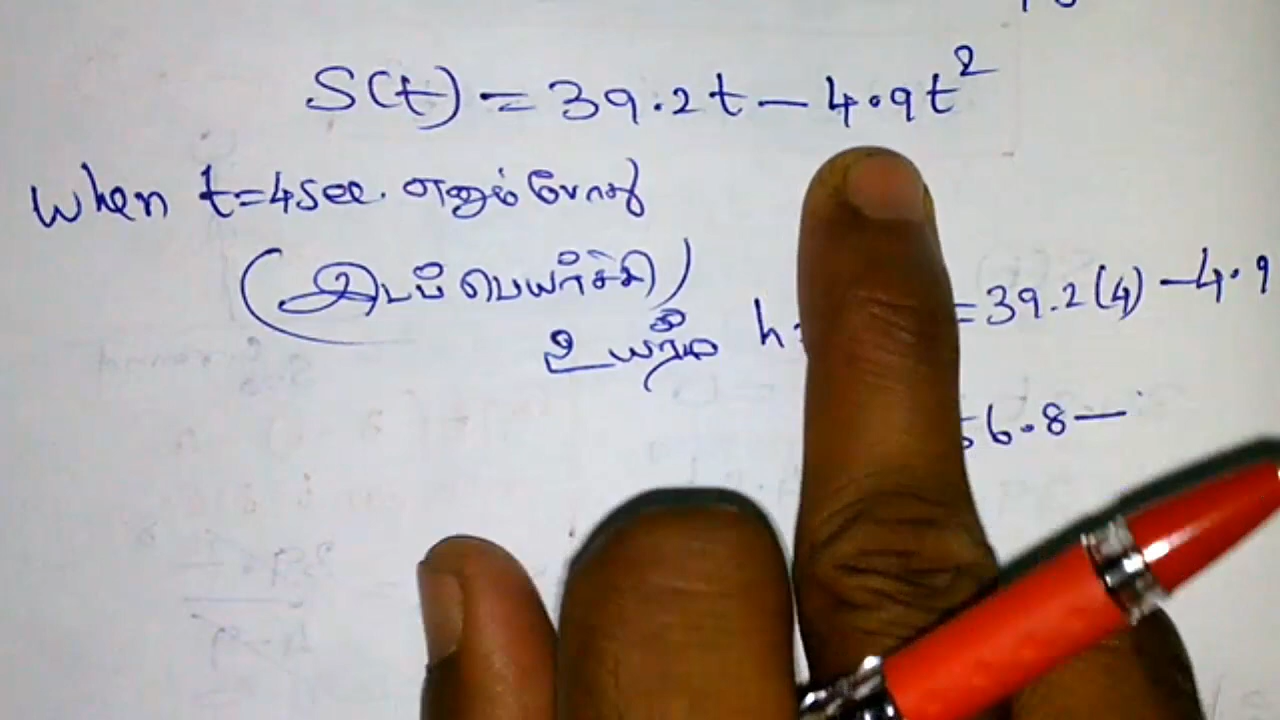 S(t) = 39.2t - 4.9t²
When t=4sec. எனும்போது
(இடப்பெயர்ச்சி)
உயரம் h = 39.2(4) - 4.9
56.8 -